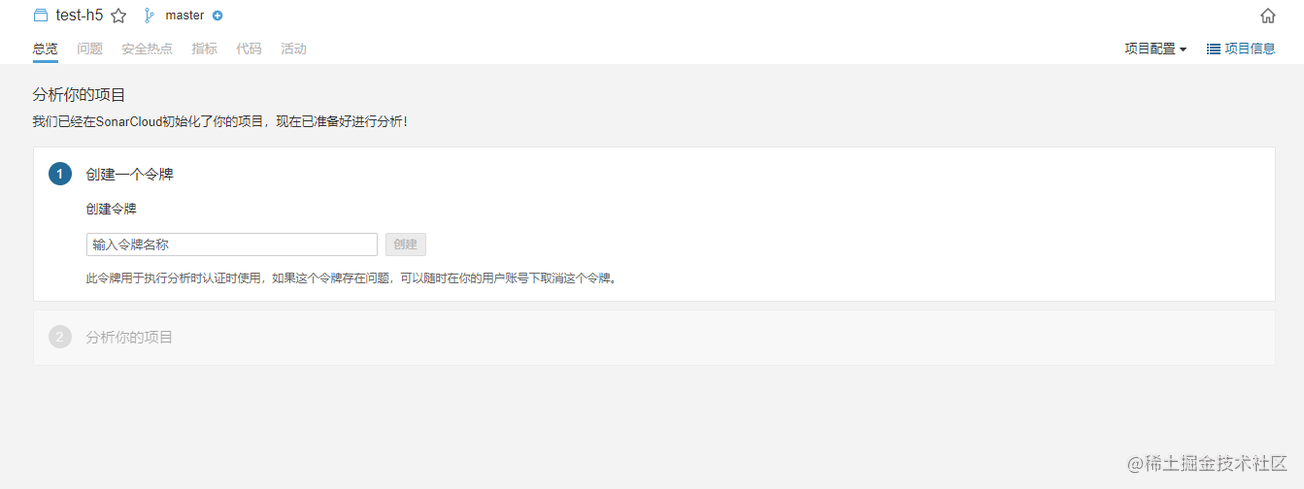 test-h5 master
总览 问题 安全热点 指标 代码 活动 项目配置 项目信息
分析你的项目
我们已经在SonarCloud初始化了你的项目，现在已准备好进行分析！
1 创建一个令牌
创建令牌
输入令牌名称 创建
此令牌用于执行分析时认证时使用，如果这个令牌存在问题，可以随时在你的用户账号下取消这个令牌。
2 分析你的项目
@稀土掘金技术社区